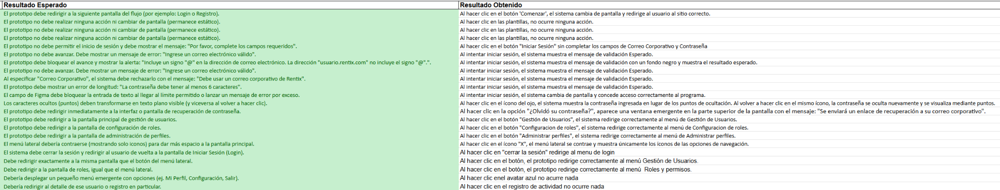 Resultado Esperado Resultado Obtenido
El prototipo debe redirigir a la siguiente pantalla del flujo (por ejemplo: Login o Registro). Al hacer clic en el botón 'Comenzar', el sistema cambia de pantalla y redirige al usuario al sitio correcto.
El prototipo no debe realizar ninguna acción ni cambiar de pantalla (permanece estático). Al hacer clic en las plantillas, no ocurre ninguna acción.
El prototipo no debe realizar ninguna acción ni cambiar de pantalla (permanece estático). Al hacer clic en las plantillas, no ocurre ninguna acción.
El prototipo no debe realizar ninguna acción ni cambiar de pantalla (permanece estático). Al hacer clic en las plantillas, no ocurre ninguna acción.
El prototipo no debe permitir el inicio de sesión y debe mostrar el mensaje: "Por favor, complete los campos requeridos". Al hacer clic en el botón "Iniciar Sesión" sin completar los campos de Correo Corporativo y Contraseña
El prototipo no debe avanzar. Debe mostrar un mensaje de error: "Ingrese un correo electrónico válido". Al intentar iniciar sesión, el sistema muestra el mensaje de validación Esperado.
El prototipo debe bloquear el avance y mostrar la alerta: "Incluye un signo "@" en la dirección de correo electrónico. La dirección "usuario.rentix.com" no incluye el signo "@".". Al intentar iniciar sesión, el sistema muestra el mensaje de validación con un fondo negro y muestra el resultado esperado.
El prototipo no debe avanzar. Debe mostrar un mensaje de error: "Ingrese un correo electrónico válido". Al intentar iniciar sesión, el sistema muestra el mensaje de validación Esperado.
Al especificar "Correo Corporativo", el sistema debe rechazarlo con el mensaje: "Debe usar un correo corporativo de Rentix". Al intentar iniciar sesión, el sistema muestra el mensaje de validación Esperado.
El prototipo debe mostrar un error de longitud: "La contraseña debe tener al menos 6 caracteres". Al intentar iniciar sesión, el sistema muestra el mensaje de validación Esperado.
El campo de Figma debe bloquear la entrada de texto al llegar al límite permitido o lanzar un mensaje de error por exceso. Al intentar iniciar sesión, el sistema cambia de pantalla y concede acceso correctamente al programa.
Los caracteres ocultos (puntos) deben transformarse en texto plano visible (y viceversa al volver a hacer clic). Al hacer clic en el ícono del ojo, el sistema muestra la contraseña ingresada en lugar de los puntos de ocultación. Al volver a hacer clic en el mismo ícono, la contraseña se oculta nuevamente y se visualiza mediante puntos.
El prototipo debe redirigir inmediatamente a la interfaz o pantalla de recuperación de contraseña. Al hacer clic en la opción "¿Olvidó su contraseña?", aparece una ventana emergente en la parte superior de la pantalla con el mensaje: "Se enviará un enlace de recuperación a su correo corporativo".
El prototipo debe redirigir a la pantalla principal de gestión de usuarios. Al hacer clic en el botón "Gestión de Usuarios", el sistema redirige correctamente al menú de Gestión de Usuarios.
El prototipo debe redirigir a la pantalla de configuración de roles. Al hacer clic en el botón "Configuracion de roles", el sistema redirige correctamente al menú de Configuracion de roles.
El prototipo debe redirigir a la pantalla de administración de perfiles. Al hacer clic en el botón "Administrar perfiles", el sistema redirige correctamente al menú de Administrar perfiles.
El menú lateral debería contraerse (mostrando solo iconos) para dar más espacio a la pantalla principal. Al hacer clic en el ícono "X", el menú lateral se contrae y muestra únicamente los íconos de las opciones de navegación.
El sistema debe cerrar la sesión y redirigir al usuario de vuelta a la pantalla de Iniciar Sesión (Login). Al hacer clic en "cerrar la sesión" redirige al menu de login
Debe redirigir exactamente a la misma pantalla que el botón del menú lateral. Al hacer clic en el botón, el prototipo redirige correctamente al menú Gestión de Usuarios.
Debe redirigir a la pantalla de roles, igual que el menú lateral. Al hacer clic en el botón, el prototipo redirige correctamente al menú  Roles y permisos.
Debería desplegar un pequeño menú emergente con opciones (ej. Mi Perfil, Configuración, Salir). Al hacer clic enel avatar azul no acurre nada
Debería redirigir al detalle de ese usuario o registro en particular. Al hacer clic en el registro de actividad no ocurre nada